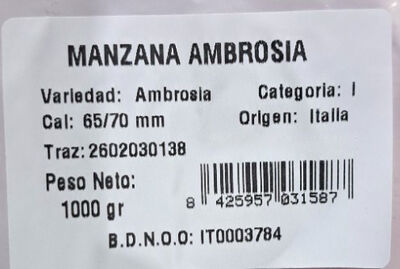 MANZANA AMBROSIA
Variedad: Ambrosia Categoria: I
Cal: 65/70 mm Origen: Italia
Traz:2602030138
Peso Neto:
1000 gr
8 425957 031587
B.D.N.O.O: IT0003784